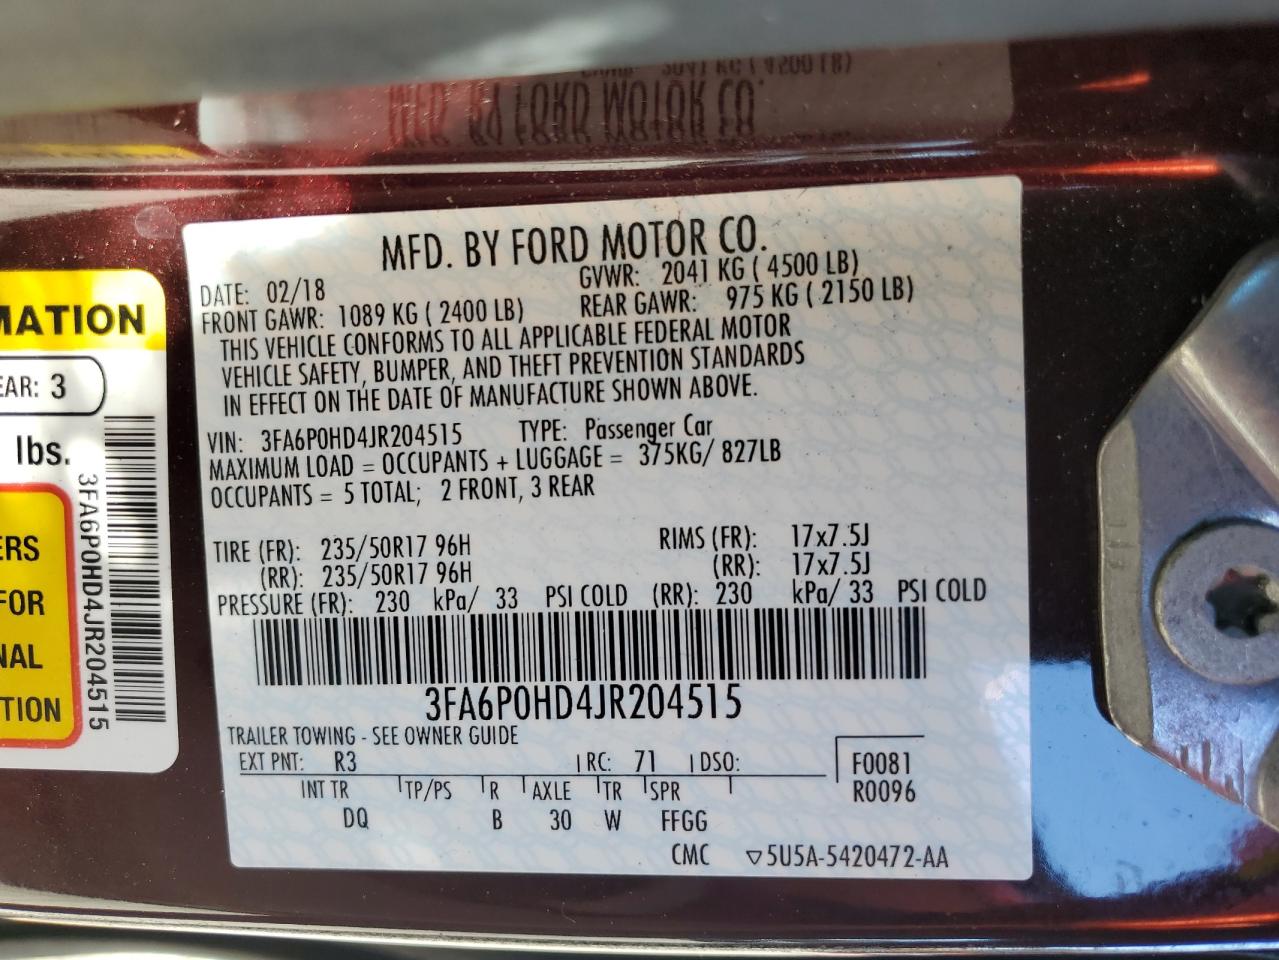 MFD. BY FORD MOTOR CO.
DATE: 02/18 GVWR: 2041 KG ( 4500 LB)
FRONT GAWR: 1089 KG ( 2400 LB) REAR GAWR: 975 KG ( 2150 LB)
THIS VEHICLE CONFORMS TO ALL APPLICABLE FEDERAL MOTOR
VEHICLE SAFETY, BUMPER, AND THEFT PREVENTION STANDARDS
IN EFFECT ON THE DATE OF MANUFACTURE SHOWN ABOVE.
VIN: 3FA6P0HD4JR204515 TYPE: Passenger Car
MAXIMUM LOAD = OCCUPANTS + LUGGAGE = 375KG/ 827LB
OCCUPANTS = 5 TOTAL; 2 FRONT, 3 REAR
TIRE (FR): 235/50R17 96H RIMS (FR): 17x7.5J
(RR): 235/50R17 96H (RR): 17x7.5J
PRESSURE (FR): 230 kPa/ 33 PSI COLD (RR): 230 kPa/ 33 PSI COLD
3FA6P0HD4JR204515
TRAILER TOWING - SEE OWNER GUIDE
EXT PNT: R3 RC: 71 DSO: F0081
INT TR TP/PS R AXLE TR SPR R0096
DQ B 30 W FFGG
CMC ▽5U5A-5420472-AA
MATION
EAR: 3
lbs.
3FA6P0HD4JR204515
ERS
FOR
NAL
TION